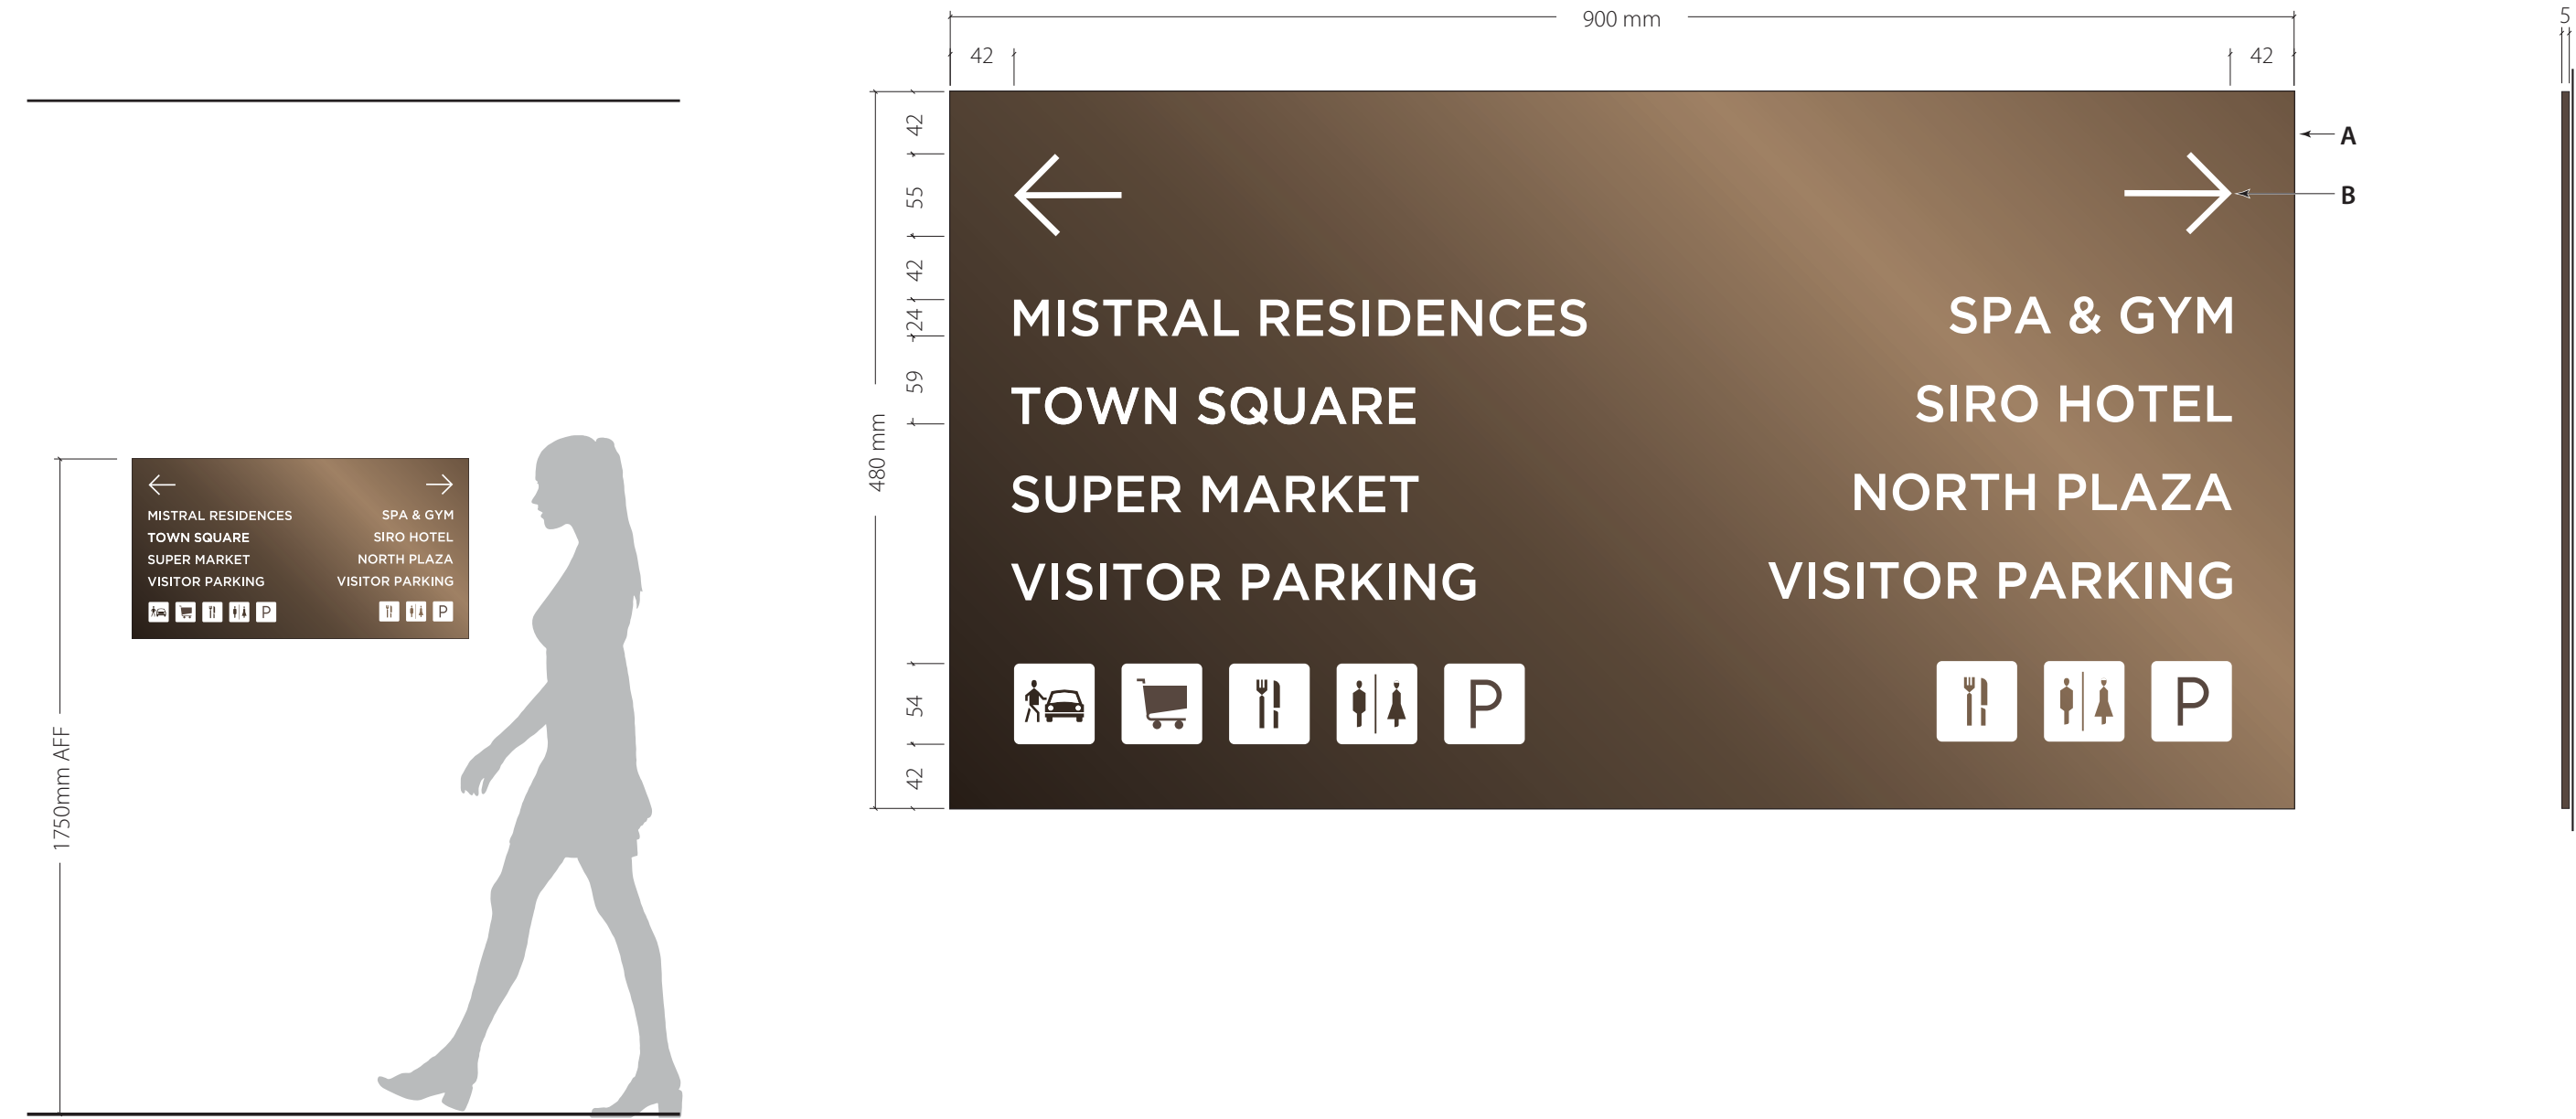 900 mm
5
42
42
42
A
55
B
42
24
59
480 mm
54
42
MISTRAL RESIDENCES
TOWN SQUARE
SUPER MARKET
VISITOR PARKING
P
SPA & GYM
SIRO HOTEL
NORTH PLAZA
VISITOR PARKING
P
1750mm AFF
MISTRAL RESIDENCES
TOWN SQUARE
SUPER MARKET
VISITOR PARKING
P
SPA & GYM
SIRO HOTEL
NORTH PLAZA
VISITOR PARKING
P